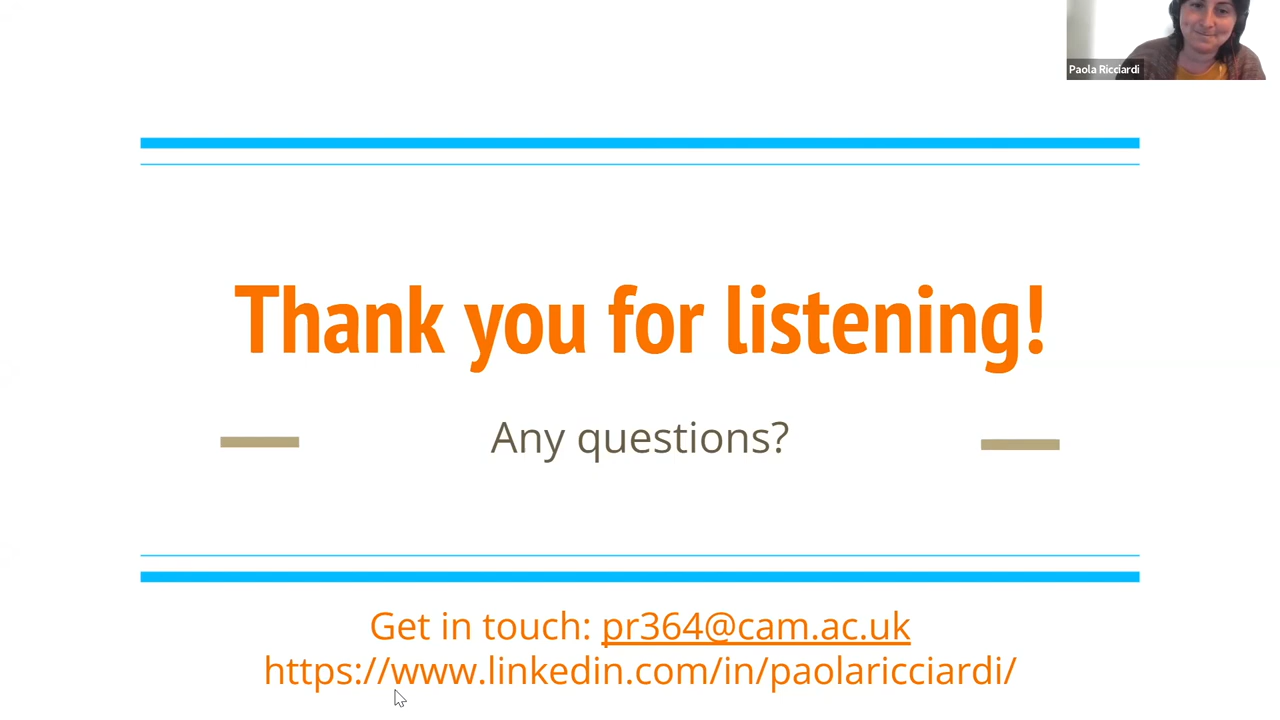 Paola Ricciardi
Thank you for listening!
Any questions?
Get in touch: pr364@cam.ac.uk
https://www.linkedin.com/in/paolaricciardi/